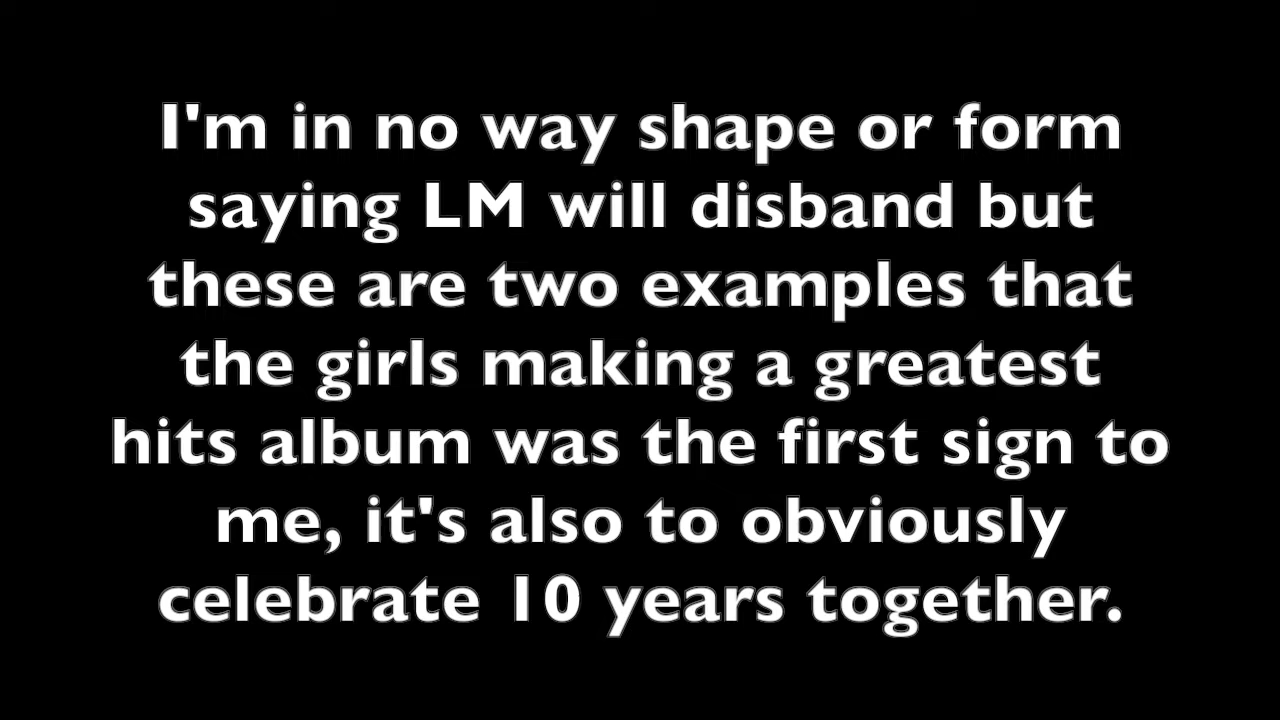 I'm in no way shape or form
saying LM will disband but
these are two examples that
the girls making a greatest
hits album was the first sign to
me, it's also to obviously
celebrate 10 years together.